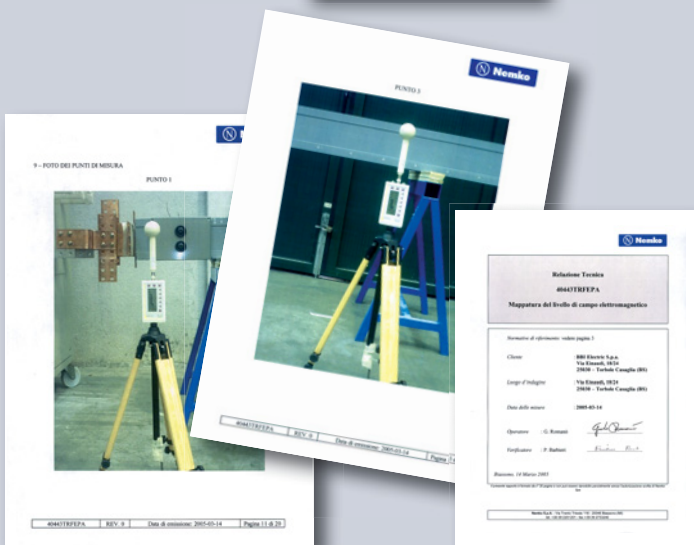 Nemko
PUNTO 3
40443TRFEPA REV. 0 Data di emissione: 2005-03-14 Pagina
9 – FOTO DEI PUNTI DI MISURA
PUNTO 1
40443TRFEPA REV. 0 Data di emissione: 2005-03-14 Pagina 11 di 29
Nemko
Relazione Tecnica
40443TRFEPA
Mappatura del livello di campo elettromagnetico
Normative di riferimento: vedere pagina 3
Cliente : BBI Electric S.p.a.
Via Einaudi, 18/24
25030 – Torbole Casaglia (BS)
Luogo d'indagine : Via Einaudi, 18/24
25030 – Torbole Casaglia (BS)
Data delle misure : 2005-03-14
Operatore : G. Romani
Verificatore : P. Barbieri
Biassono, 14 Marzo 2005